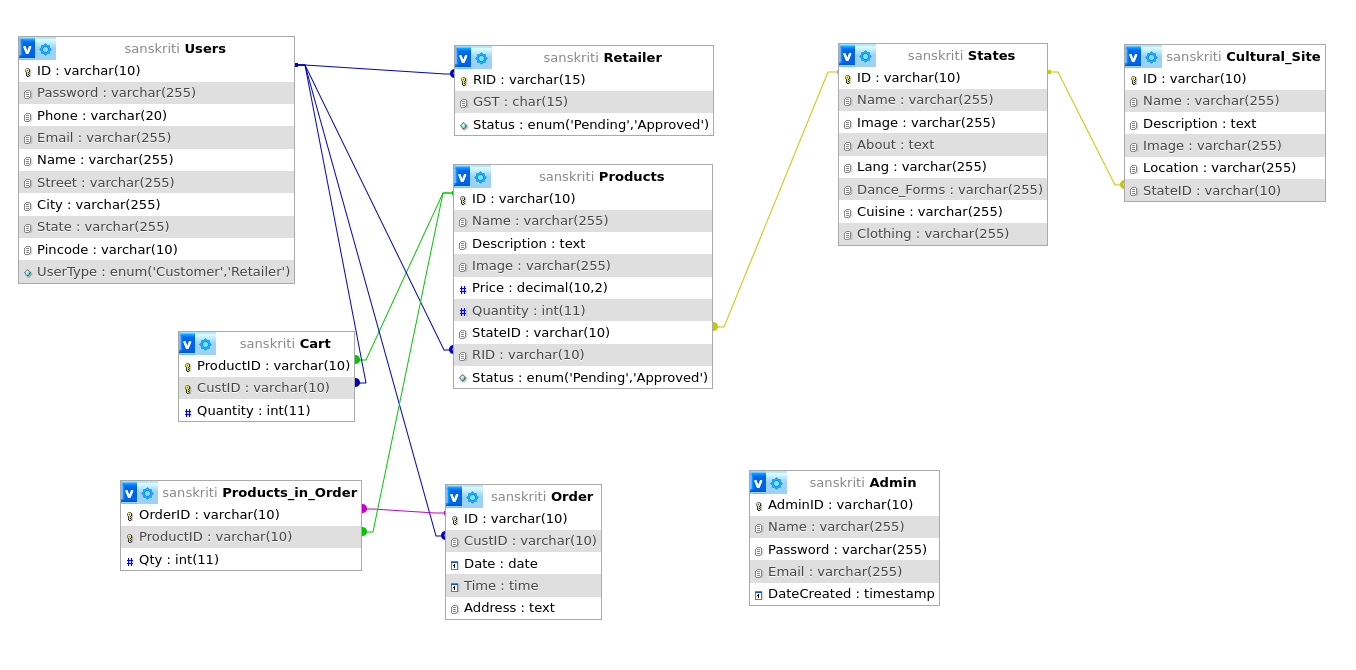 sanskriti Users
ID : varchar(10)
Password : varchar(255)
Phone : varchar(20)
Email : varchar(255)
Name : varchar(255)
Street : varchar(255)
City : varchar(255)
State : varchar(255)
Pincode : varchar(10)
UserType : enum('Customer','Retailer')
sanskriti Retailer
RID : varchar(15)
GST : char(15)
Status : enum('Pending','Approved')
sanskriti Products
ID : varchar(10)
Name : varchar(255)
Description : text
Image : varchar(255)
Price : decimal(10,2)
Quantity : int(11)
StateID : varchar(10)
RID : varchar(10)
Status : enum('Pending','Approved')
sanskriti States
ID : varchar(10)
Name : varchar(255)
Image : varchar(255)
About : text
Lang : varchar(255)
Dance_Forms : varchar(255)
Cuisine : varchar(255)
Clothing : varchar(255)
sanskriti Cultural_Site
ID : varchar(10)
Name : varchar(255)
Description : text
Image : varchar(255)
Location : varchar(255)
StateID : varchar(10)
sanskriti Cart
ProductID : varchar(10)
CustID : varchar(10)
Quantity : int(11)
sanskriti Products_in_Order
OrderID : varchar(10)
ProductID : varchar(10)
Qty : int(11)
sanskriti Order
ID : varchar(10)
CustID : varchar(10)
Date : date
Time : time
Address : text
sanskriti Admin
AdminID : varchar(10)
Name : varchar(255)
Password : varchar(255)
Email : varchar(255)
DateCreated : timestamp